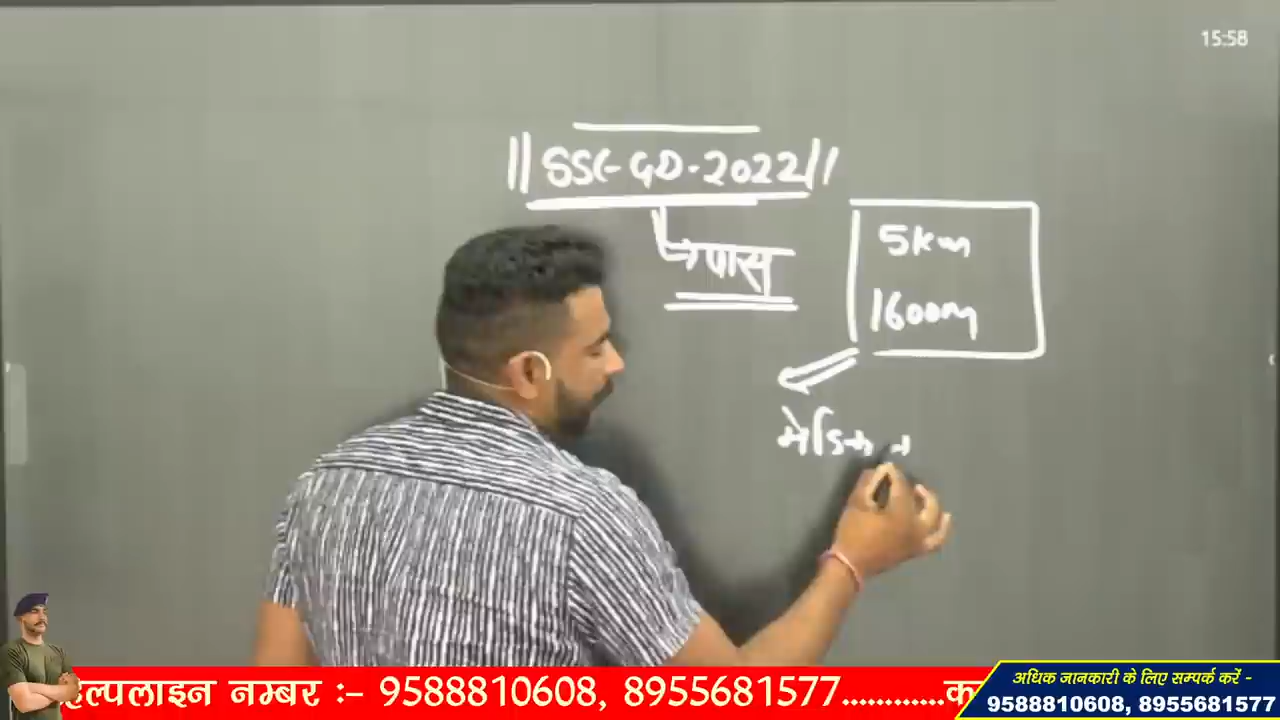 15:58
|| SSC-GD-2022 ||
पास
5km
1600m
हेल्पलाइन नम्बर :- 9588810608, 8955681577............क
अधिक जानकारी के लिए सम्पर्क करें -
9588810608, 8955681577